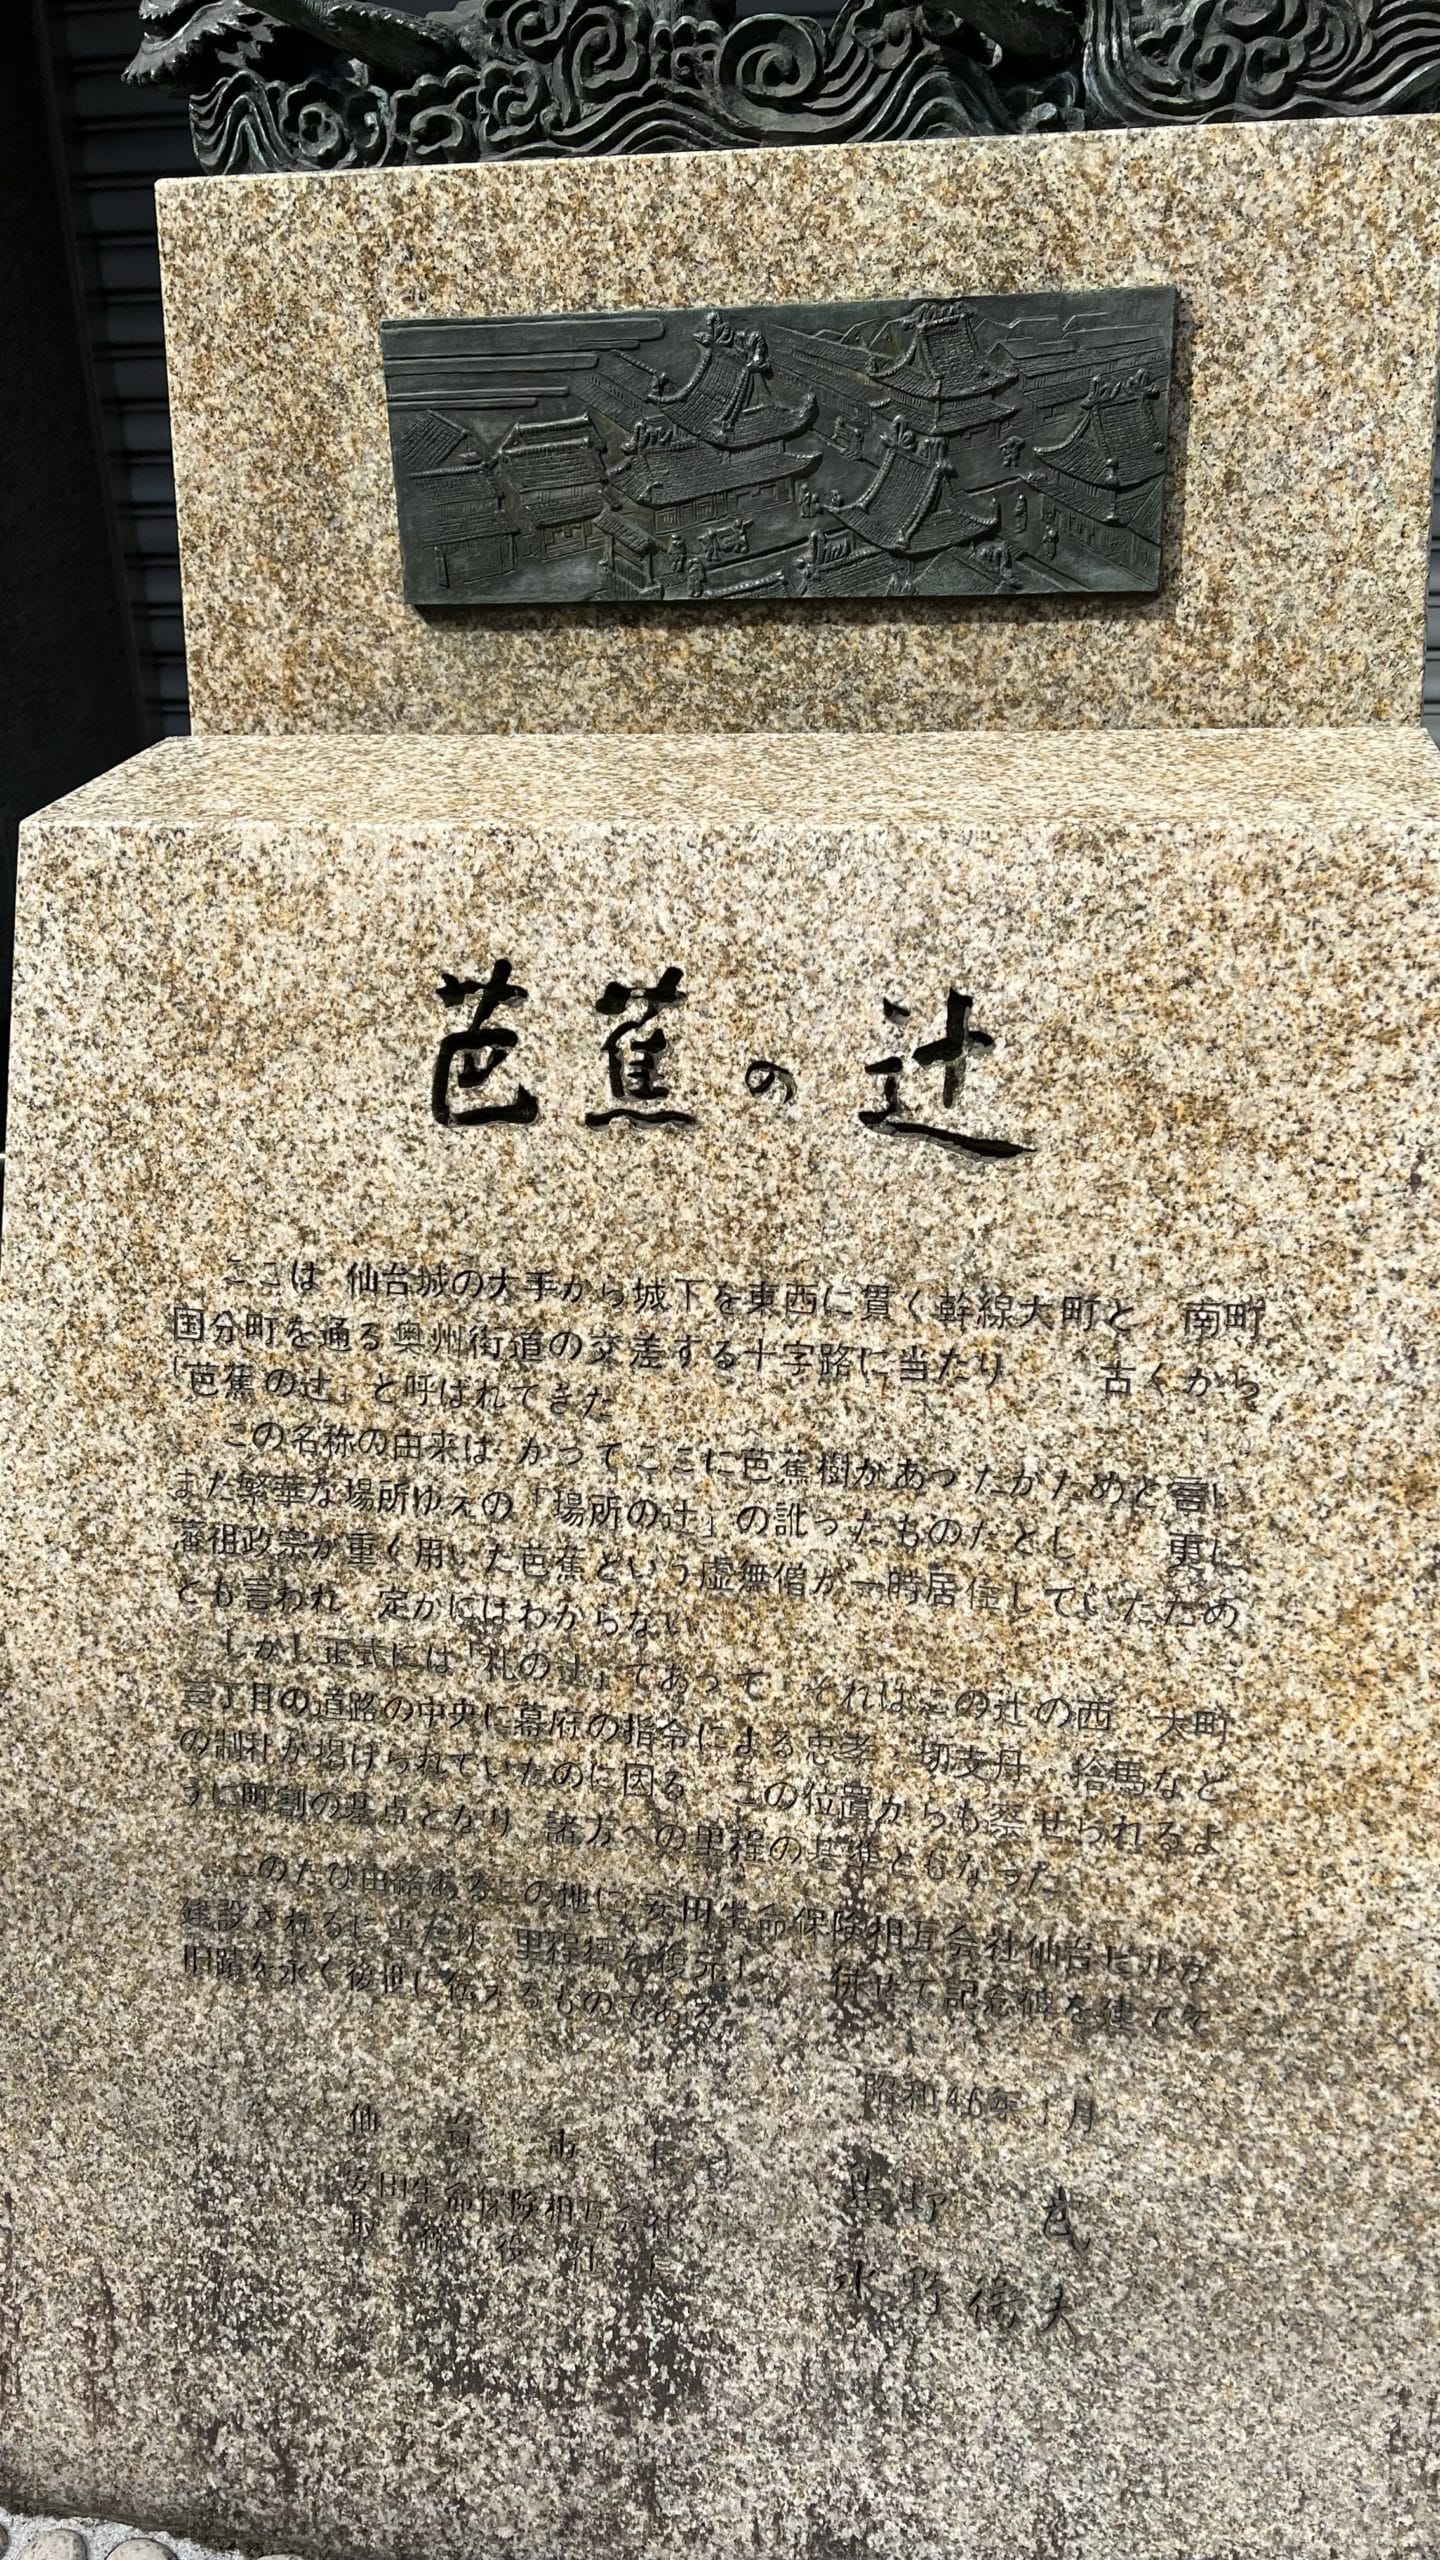 芭蕉の辻
ここは 仙台城の大手から城下を東西に貫く幹線大町と 南町
国分町を通る奥州街道の交差する十字路に当たり 古くから
「芭蕉の辻」と呼ばれてきた
この名称の由来は かってここに芭蕉樹があったがためと言い
また繁華な場所ゆえの「場所の辻」の訛ったものだとし 更に
藩祖政宗が重く用いた芭蕉という虚無僧が一時居住していたため
とも言われ 定かにはわからない
しかし正式には「札の辻」であって それはこの辻の西 大町
三丁目の道路の中央に幕府の指令による忠孝 切支丹 捨馬など
の制札が掲げられていたのに因る この位置からも察せられるよ
うに町割の基点となり 諸方への里程の基準ともなった
このたび由緒あるこの地に 安田生命保険相互会社仙台ビルが
建設されるに当たり 里程標を復元し 併せて記念碑を建てて
旧蹟を永く後世に伝えるものである
昭和46年 月
仙台市長 島野 武
安田生命保険相互会社
取締役社長 水野衛夫